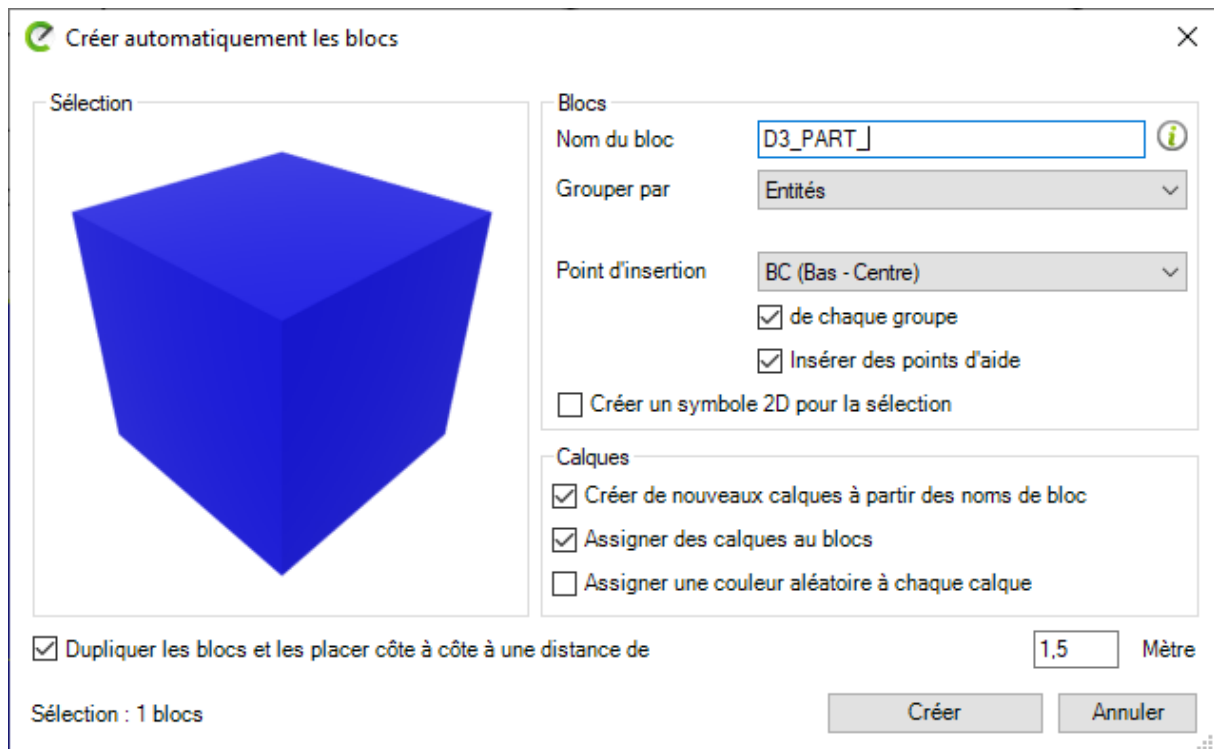 Créer automatiquement les blocs
Sélection
Blocs
Nom du bloc
D3_PART_
Grouper par
Entités
Point d'insertion
BC (Bas - Centre)
de chaque groupe
Insérer des points d'aide
Créer un symbole 2D pour la sélection
Calques
Créer de nouveaux calques à partir des noms de bloc
Assigner des calques au blocs
Assigner une couleur aléatoire à chaque calque
Dupliquer les blocs et les placer côte à côte à une distance de
1,5
Mètre
Sélection : 1 blocs
Créer
Annuler